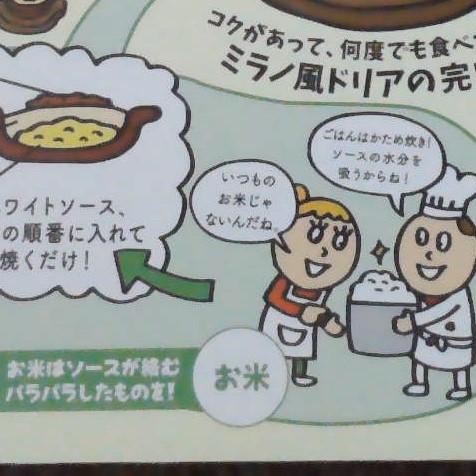 コクがあって、何度でも食べ
ミラノ風ドリアの完
ワイトソース、
の順番に入れて
焼くだけ!
いつもの
お米じゃ
ないんだね。
ごはんはかため炊き!
ソースの水分を
吸うからね!
お米はソースが絡む
パラパラしたものを!
お米